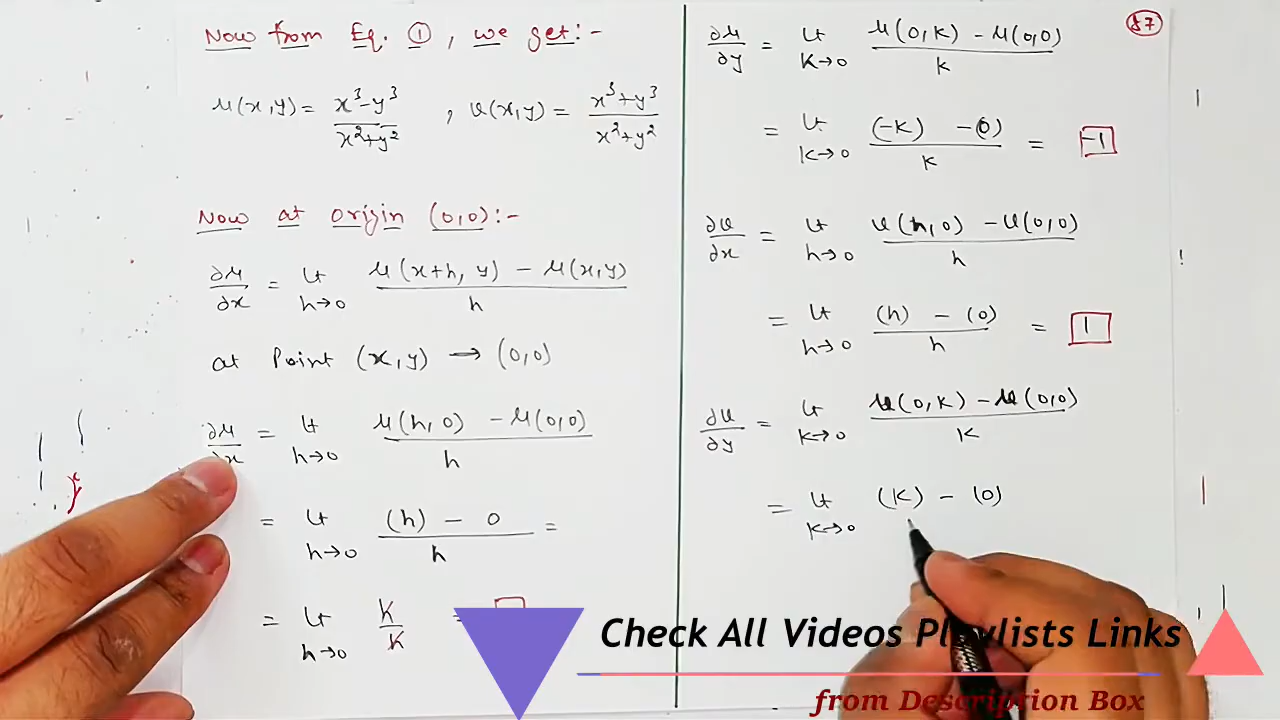 Now from Eq. ①, we get:-
u(x,y) = x³-y³ / x²+y² , v(x,y) = x³+y³ / x²+y²
Now at origin (0,0):-
∂u/∂x = Lt h→0 u(x+h, y) - u(x,y) / h
at Point (x,y) → (0,0)
∂u/∂x = Lt h→0 u(h,0) - u(0,0) / h
= Lt h→0 (h) - 0 / h =
= Lt h→0 h/h =
87
∂u/∂y = Lt k→0 u(0,k) - u(0,0) / k
= Lt k→0 (-k) - (0) / k = -1
∂v/∂x = Lt h→0 v(h,0) - v(0,0) / h
= Lt h→0 (h) - (0) / h = 1
∂v/∂y = Lt k→0 v(0,k) - v(0,0) / k
= Lt k→0 (k) - (0)
Check All Videos Playlists Links
from Description Box